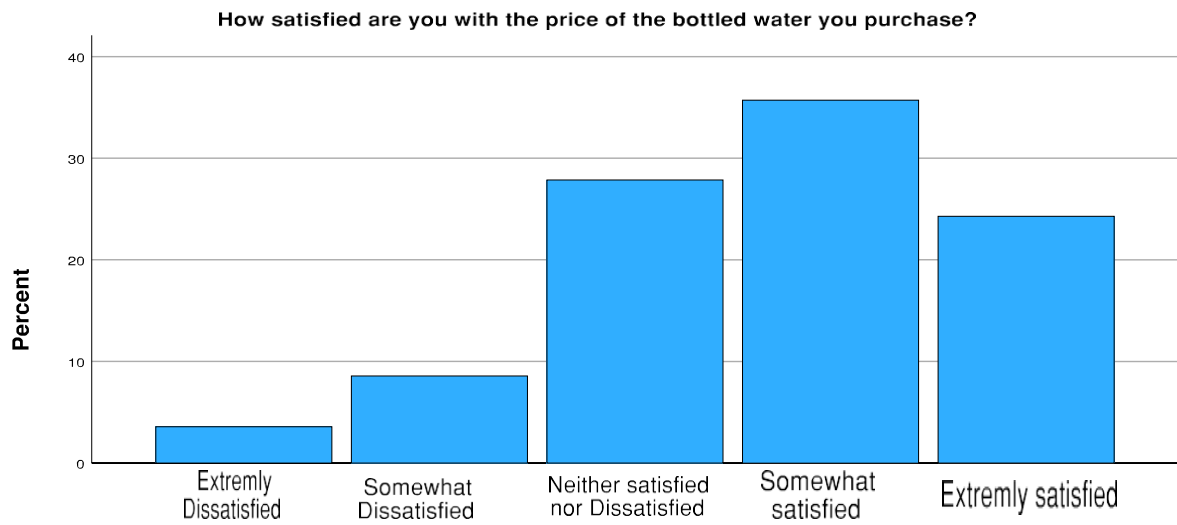 How satisfied are you with the price of the bottled water you purchase?
40
30
20
10
0
Percent
Extremly
Dissatisfied
Somewhat
Dissatisfied
Neither satisfied
nor Dissatisfied
Somewhat
satisfied
Extremly satisfied